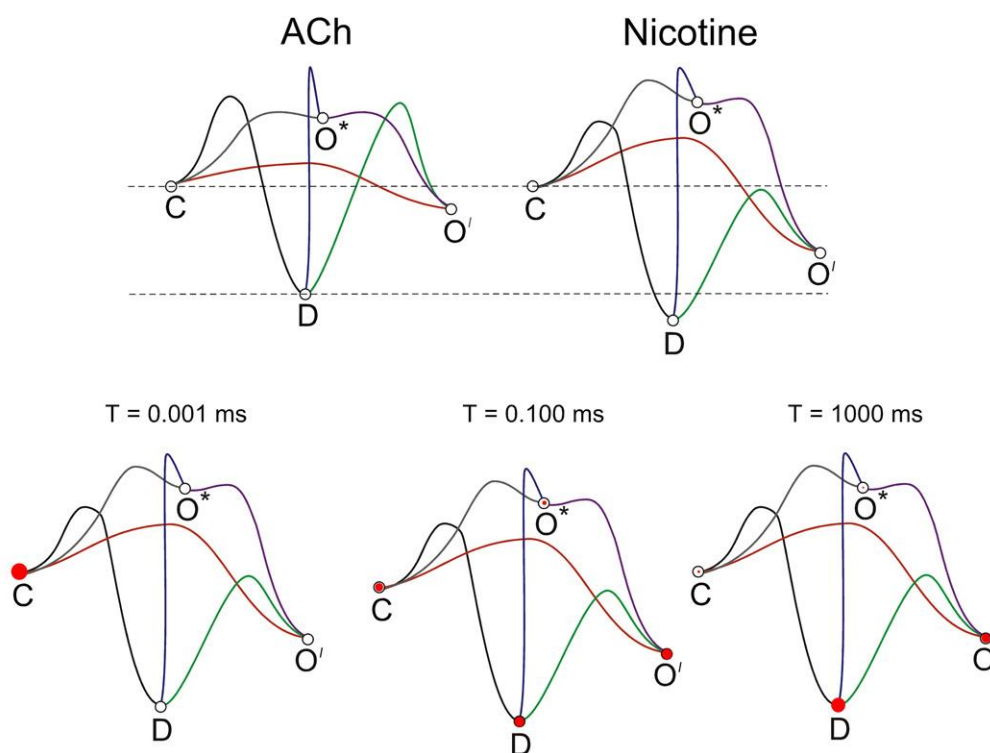 ACh Nicotine
O* O*
C C
O' O'
D D
T = 0.001 ms T = 0.100 ms T = 1000 ms
O* O* O*
C C C
O' O' O
D D D